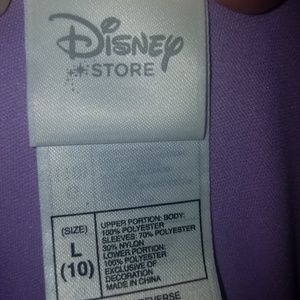 Disney
STORE
(SIZE)
L
(10)
UPPER PORTION: BODY:
100% POLYESTER
SLEEVES: 70% POLYESTER
30% NYLON
LOWER PORTION:
100% POLYESTER
EXCLUSIVE OF
DECORATION
MADE IN CHINA
REVERSE